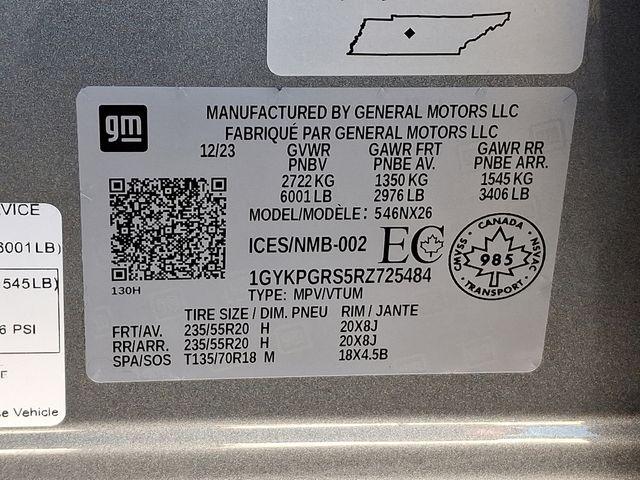 gm
MANUFACTURED BY GENERAL MOTORS LLC
FABRIQUÉ PAR GENERAL MOTORS LLC
12/23 GVWR GAWR FRT GAWR RR
PNBV PNBE AV. PNBE ARR.
2722 KG 1350 KG 1545 KG
6001 LB 2976 LB 3406 LB
MODEL/MODÈLE: 546NX26
ICES/NMB-002 EC
CANADA
CMVSS NSVAC
985
TRANSPORT
1GYKPGRS5RZ725484
130H
TYPE: MPV/VTUM
TIRE SIZE / DIM. PNEU RIM / JANTE
FRT/AV. 235/55R20 H 20X8J
RR/ARR. 235/55R20 H 20X8J
SPA/SOS T135/70R18 M 18X4.5B
6001LB)
545LB)
6 PSI
Vehicle